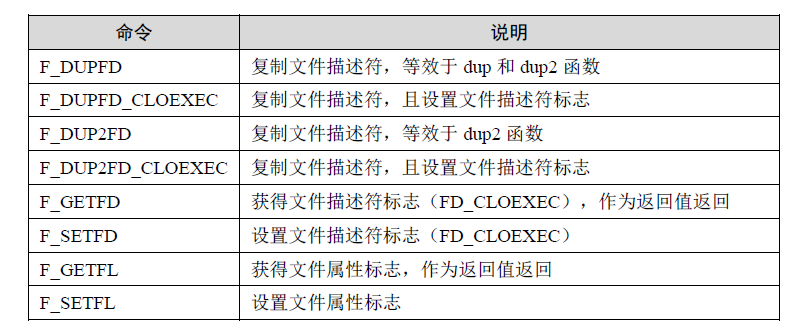 命令 说明
F_DUPFD 复制文件描述符，等效于 dup 和 dup2 函数
F_DUPFD_CLOEXEC 复制文件描述符，且设置文件描述符标志
F_DUP2FD 复制文件描述符，等效于 dup2 函数
F_DUP2FD_CLOEXEC 复制文件描述符，且设置文件描述符标志
F_GETFD 获得文件描述符标志（FD_CLOEXEC），作为返回值返回
F_SETFD 设置文件描述符标志（FD_CLOEXEC）
F_GETFL 获得文件属性标志，作为返回值返回
F_SETFL 设置文件属性标志